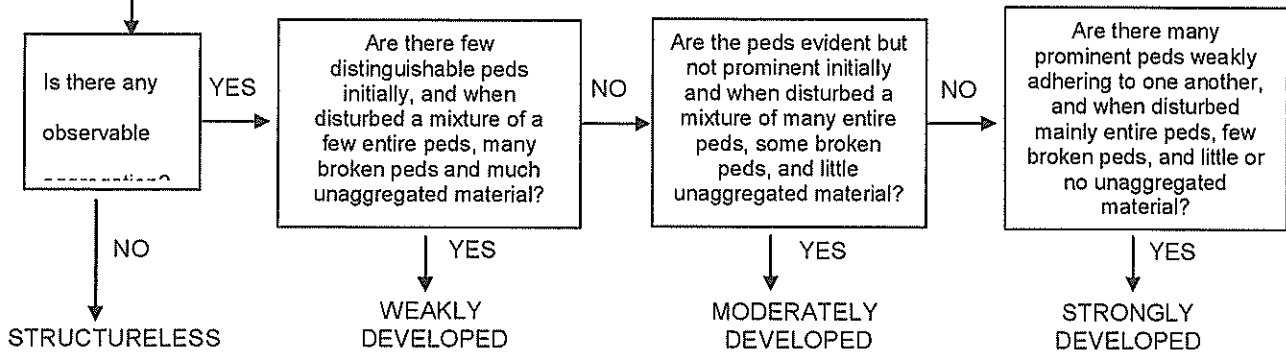 Is there any
observable
YES
Are there few
distinguishable peds
initially, and when
disturbed a mixture of a
few entire peds, many
broken peds and much
unaggregated material?
NO
Are the peds evident but
not prominent initially
and when disturbed a
mixture of many entire
peds, some broken
peds, and little
unaggregated material?
NO
Are there many
prominent peds weakly
adhering to one another,
and when disturbed
mainly entire peds, few
broken peds, and little or
no unaggregated
material?
NO
YES
YES
YES
STRUCTURELESS
WEAKLY
DEVELOPED
MODERATELY
DEVELOPED
STRONGLY
DEVELOPED